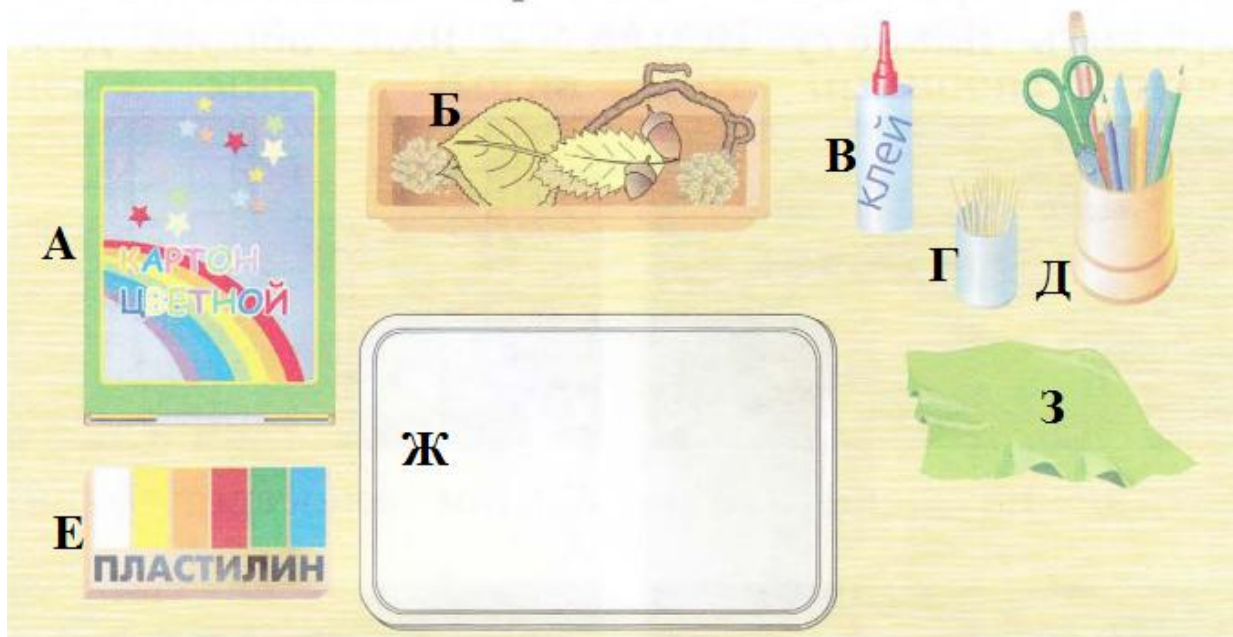 А
КАРТОН
ЦВЕТНОЙ
Б
В
КЛЕЙ
Г
Д
Е
ПЛАСТИЛИН
Ж
З